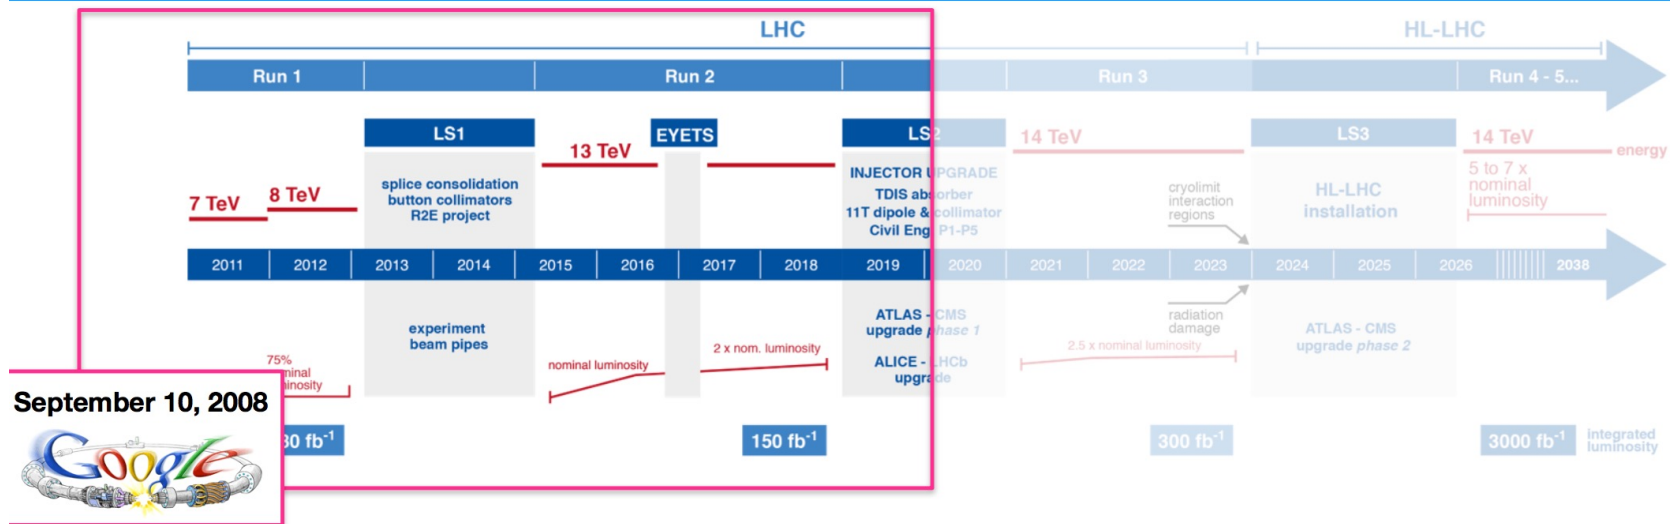 LHC
HL-LHC
Run 1
Run 2
Run 3
Run 4 - 5...
LS1
EYETS
LS2
14 TeV
LS3
14 TeV
energy
13 TeV
7 TeV
8 TeV
splice consolidation
button collimators
R2E project
INJECTOR UPGRADE
TDIS absorber
11T dipole & collimator
Civil Eng. P1-P5
cryolimit
interaction
regions
HL-LHC
installation
5 to 7 x
nominal
luminosity
2011
2012
2013
2014
2015
2016
2017
2018
2019
2020
2021
2022
2023
2024
2025
2026
2038
experiment
beam pipes
ATLAS - CMS
upgrade phase 1
ALICE - LHCb
upgrade
radiation
damage
ATLAS - CMS
upgrade phase 2
75%
nominal luminosity
2 x nom. luminosity
2.5 x nominal luminosity
September 10, 2008
Google
fb-1
150 fb-1
300 fb-1
3000 fb-1
integrated
luminosity